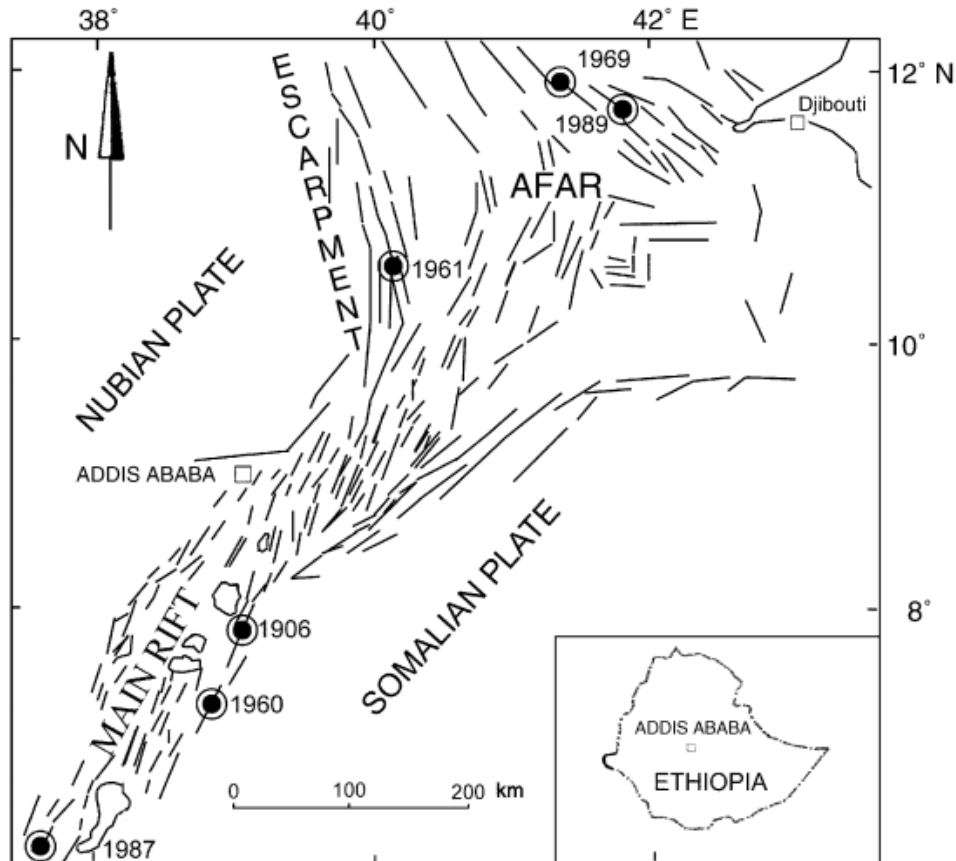 38° 40° 42° E
12° N
1969
1989
Djibouti
N
ESCARPMENT
AFAR
1961
NUBIAN PLATE
10°
ADDIS ABABA
SOMALIAN PLATE
8°
MAIN RIFT
1906
1960
0 100 200 km
1987
ADDIS ABABA
ETHIOPIA